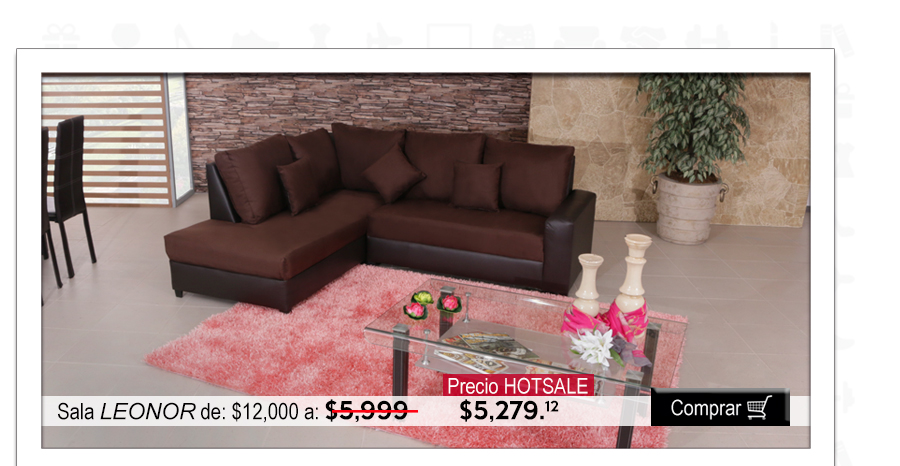 Precio HOTSALE
Sala LEONOR de: $12,000 a: $5,999 $5,279.12 Comprar